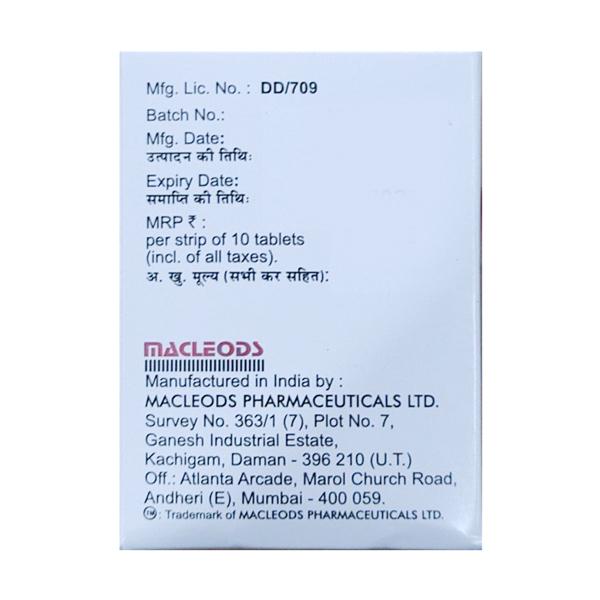 Mfg. Lic. No. : DD/709
Batch No.:
Mfg. Date:
उत्पादन की तिथि:
Expiry Date:
समाप्ति की तिथि:
MRP ₹ :
per strip of 10 tablets
(incl. of all taxes).
अ. खु. मूल्य (सभी कर सहित):
MACLEODS
Manufactured in India by :
MACLEODS PHARMACEUTICALS LTD.
Survey No. 363/1 (7), Plot No. 7,
Ganesh Industrial Estate,
Kachigam, Daman - 396 210 (U.T.)
Off.: Atlanta Arcade, Marol Church Road,
Andheri (E), Mumbai - 400 059.
TM : Trademark of MACLEODS PHARMACEUTICALS LTD.